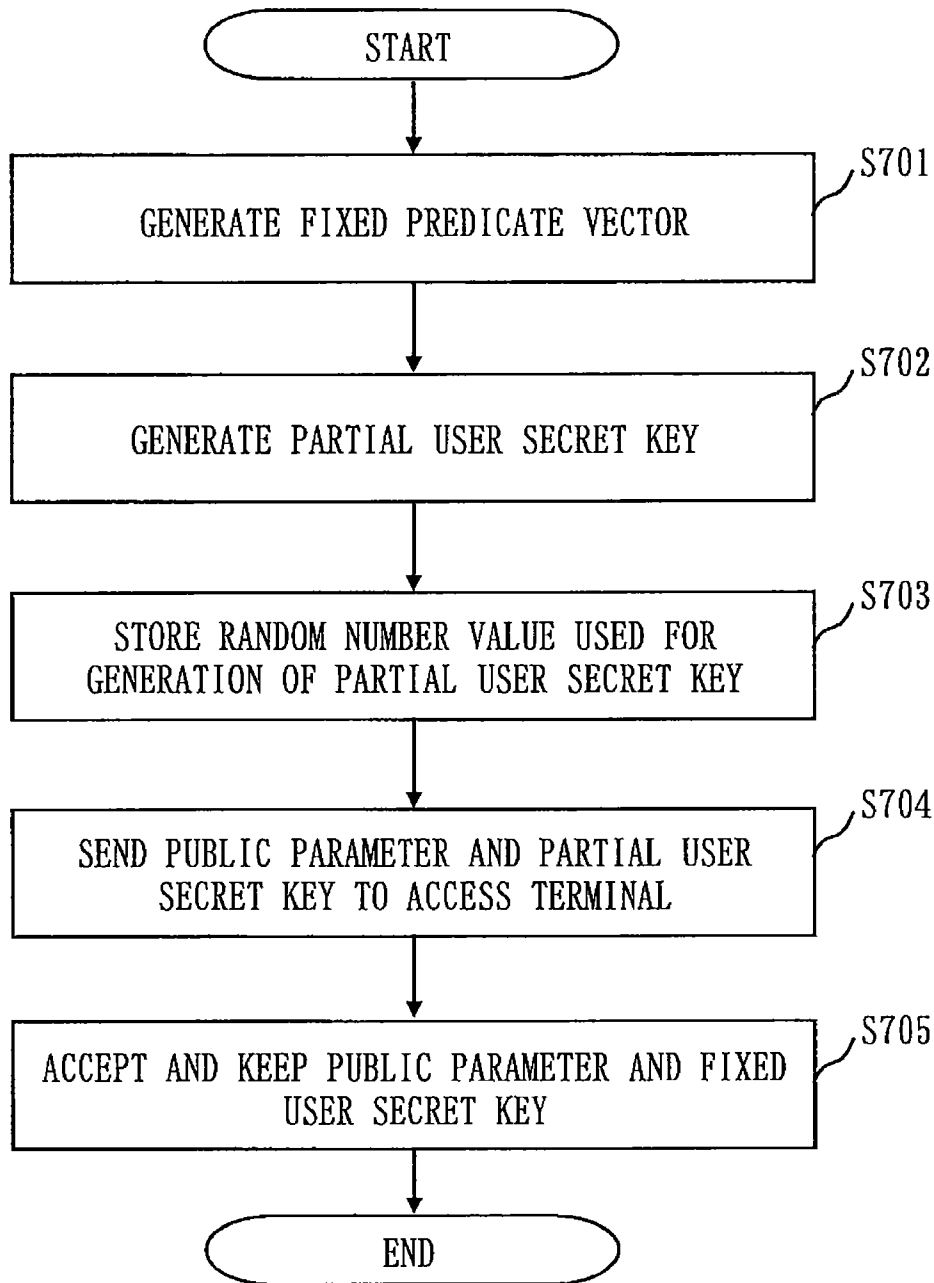 START
S701
GENERATE FIXED PREDICATE VECTOR
S702
GENERATE PARTIAL USER SECRET KEY
S703
STORE RANDOM NUMBER VALUE USED FOR
GENERATION OF PARTIAL USER SECRET KEY
S704
SEND PUBLIC PARAMETER AND PARTIAL USER
SECRET KEY TO ACCESS TERMINAL
S705
ACCEPT AND KEEP PUBLIC PARAMETER AND FIXED
USER SECRET KEY
END